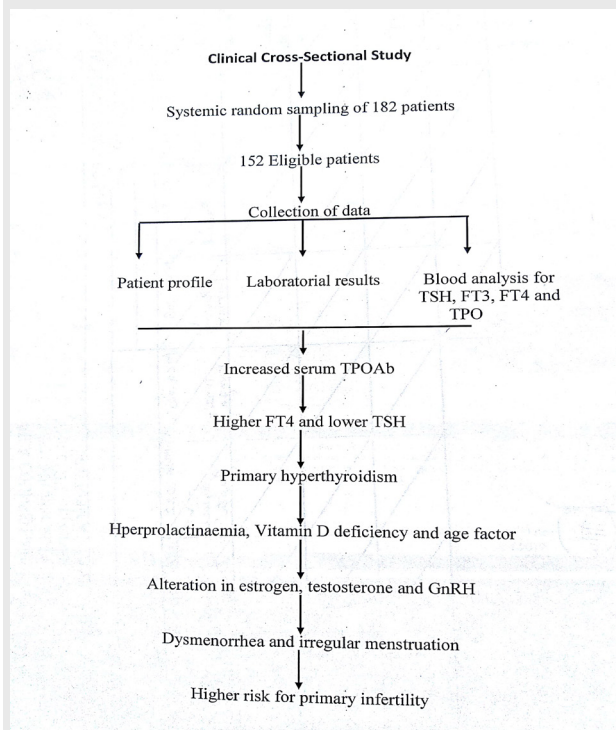 Clinical Cross-Sectional Study
Systemic random sampling of 182 patients
152 Eligible patients
Collection of data
Patient profile
Laboratorial results
Blood analysis for
TSH, FT3, FT4 and
TPO
Increased serum TPOAb
Higher FT4 and lower TSH
Primary hyperthyroidism
Hperprolactinaemia, Vitamin D deficiency and age factor
Alteration in estrogen, testosterone and GnRH
Dysmenorrhea and irregular menstruation
Higher risk for primary infertility